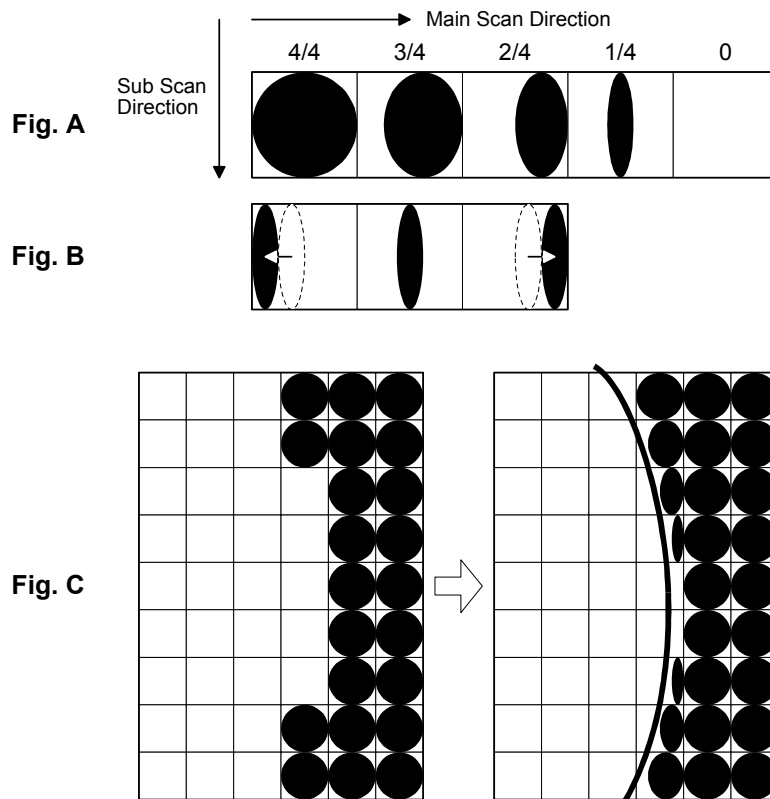 Main Scan Direction
4/4 3/4 2/4 1/4 0
Sub Scan
Direction
Fig. A
Fig. B
Fig. C